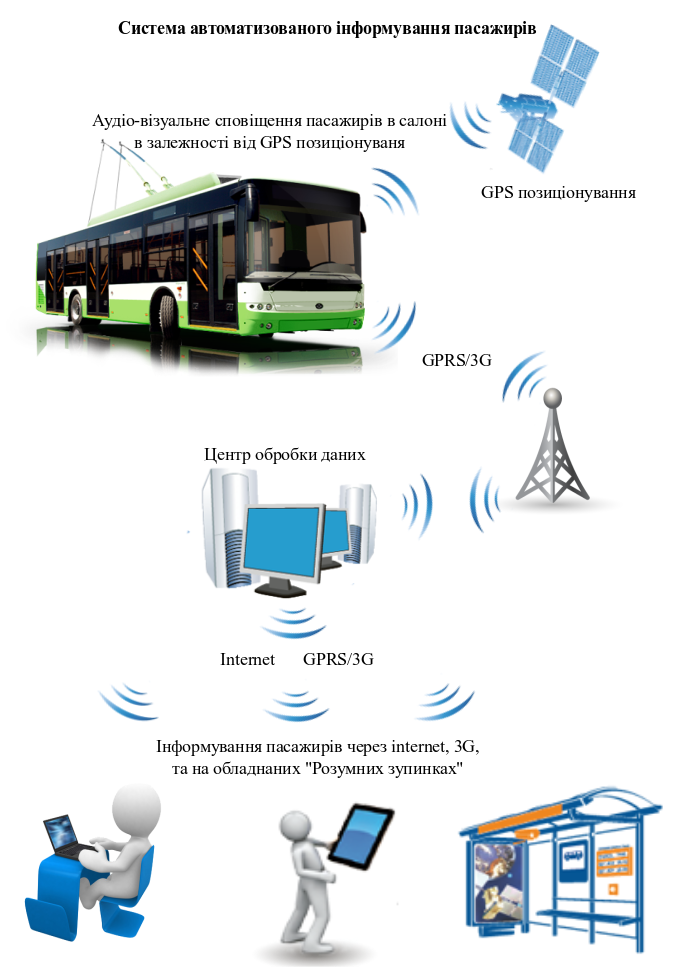 Система автоматизованого інформування пасажирів
Аудіо-візуальне сповіщення пасажирів в салоні
в залежності від GPS позиціонуваня
GPS позиціонування
GPRS/3G
Центр обробки даних
Internet GPRS/3G
Інформування пасажирів через internet, 3G,
та на обладнаних "Розумних зупинках"